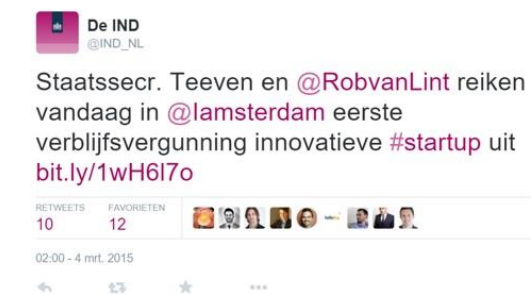 De IND
@IND_NL
Staatssecr. Teeven en @RobvanLint reiken
vandaag in @Iamsterdam eerste
verblijfsvergunning innovatieve #startup uit
bit.ly/1wH6l7o
RETWEETS FAVORIETEN
10 12
02:00 - 4 mrt. 2015